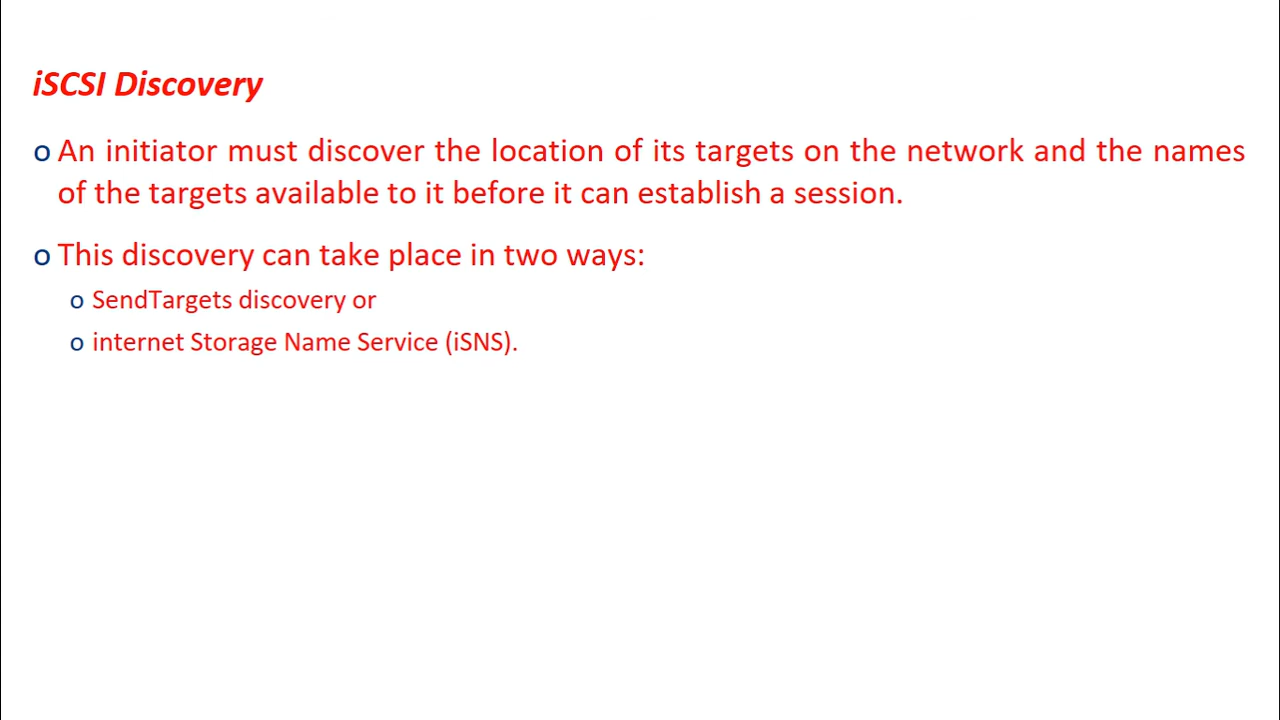 iSCSI Discovery
o An initiator must discover the location of its targets on the network and the names
of the targets available to it before it can establish a session.
o This discovery can take place in two ways:
o SendTargets discovery or
o internet Storage Name Service (iSNS).